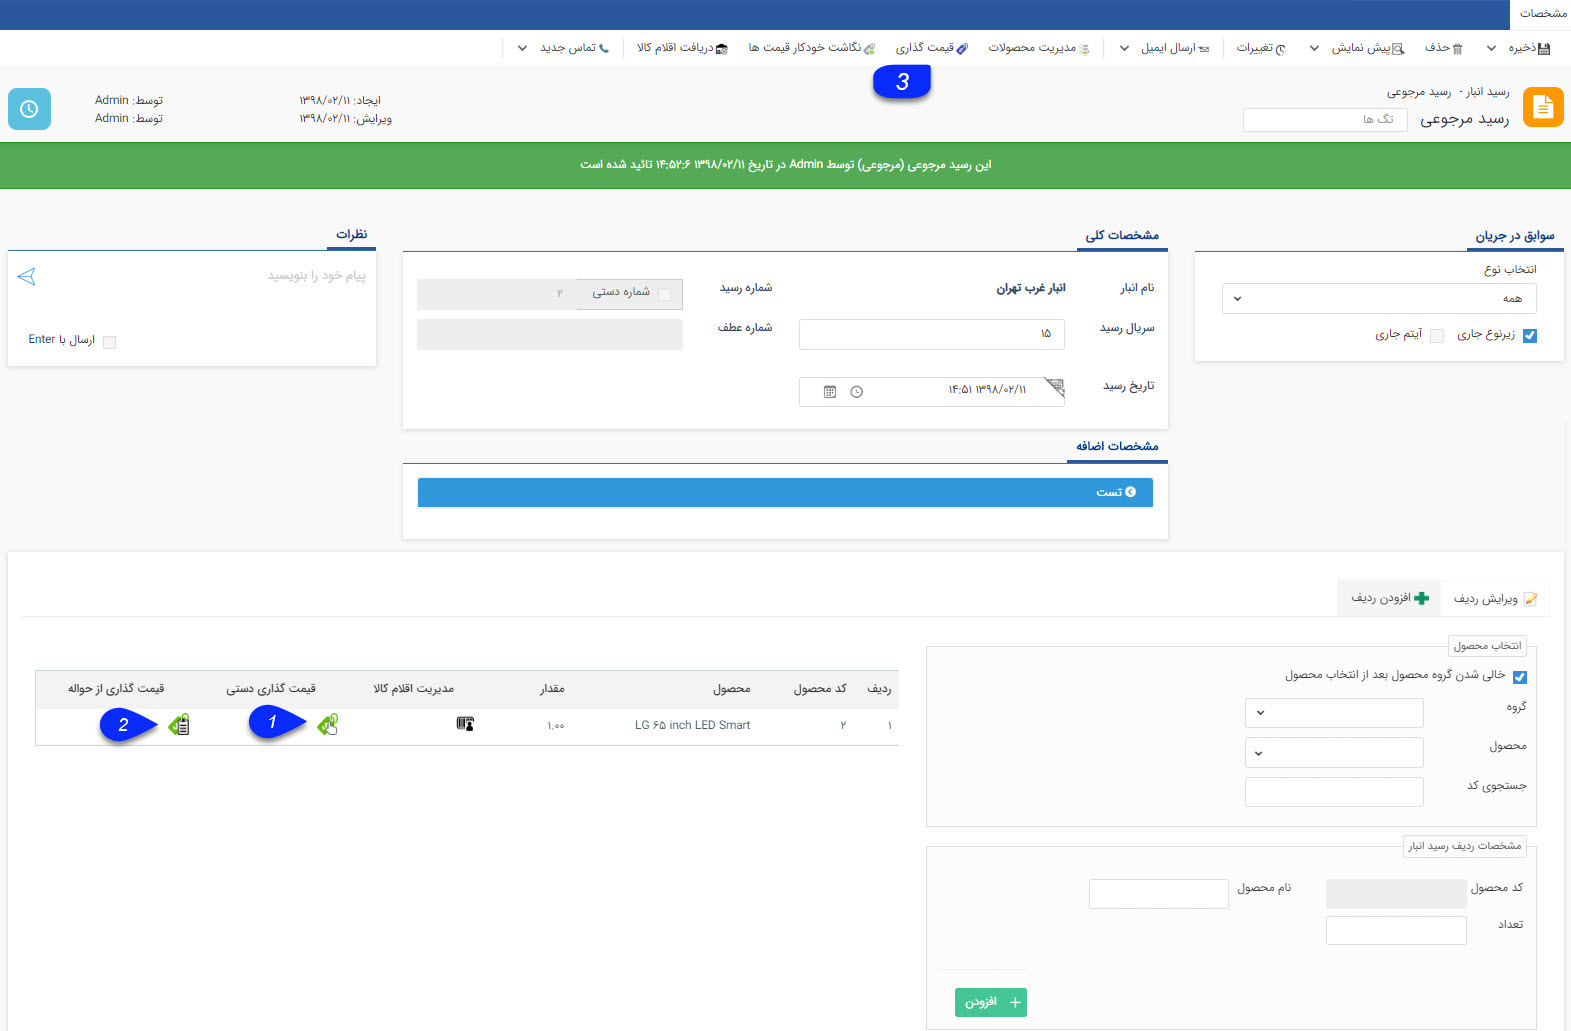 مشخصات
ذخیره حذف پیش نمایش تغییرات ارسال ایمیل مدیریت محصولات قیمت گذاری نگاشت خودکار قیمت ها دریافت اقلام کالا تماس جدید
3
رسید انبار - رسید مرجوعی
رسید مرجوعی تگ ها
ایجاد: ۱۳۹۸/۰۲/۱۱ توسط: Admin
ویرایش: ۱۳۹۸/۰۲/۱۱ توسط: Admin
این رسید مرجوعی (مرجوعی) توسط Admin در تاریخ ۱۳۹۸/۰۲/۱۱ ۱۴:۵۲:۶ تائید شده است
سوابق در جریان
انتخاب نوع
همه
زیرنوع جاری آیتم جاری
مشخصات کلی
نام انبار انبار غرب تهران شماره رسید شماره دستی ۲
سریال رسید ۱۵ شماره عطف
تاریخ رسید ۱۳۹۸/۰۲/۱۱ ۱۴:۵۱
نظرات
پیام خود را بنویسید
ارسال با Enter
مشخصات اضافه
تست
ویرایش ردیف افزودن ردیف
انتخاب محصول
خالی شدن گروه محصول بعد از انتخاب محصول
گروه
محصول
جستجوی کد
مشخصات ردیف رسید انبار
کد محصول نام محصول
تعداد
افزودن
ردیف کد محصول محصول مقدار مدیریت اقلام کالا قیمت گذاری دستی قیمت گذاری از حواله
۱ ۲ LG ۶۵ inch LED Smart ۱.۰۰ 1 2